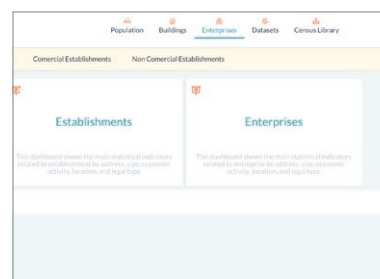 Population Buildings Enterprises Datasets Census Library
Comercial Establishments Non Comercial Establishments
Establishments
This dashboard shows the main statistical indicators
related to establishment by address, size, economic
activity, location, and legal type
Enterprises
This dashboard shows the main statistical indicators
related to entreprise by address, size, economic
activity, location, and legal type